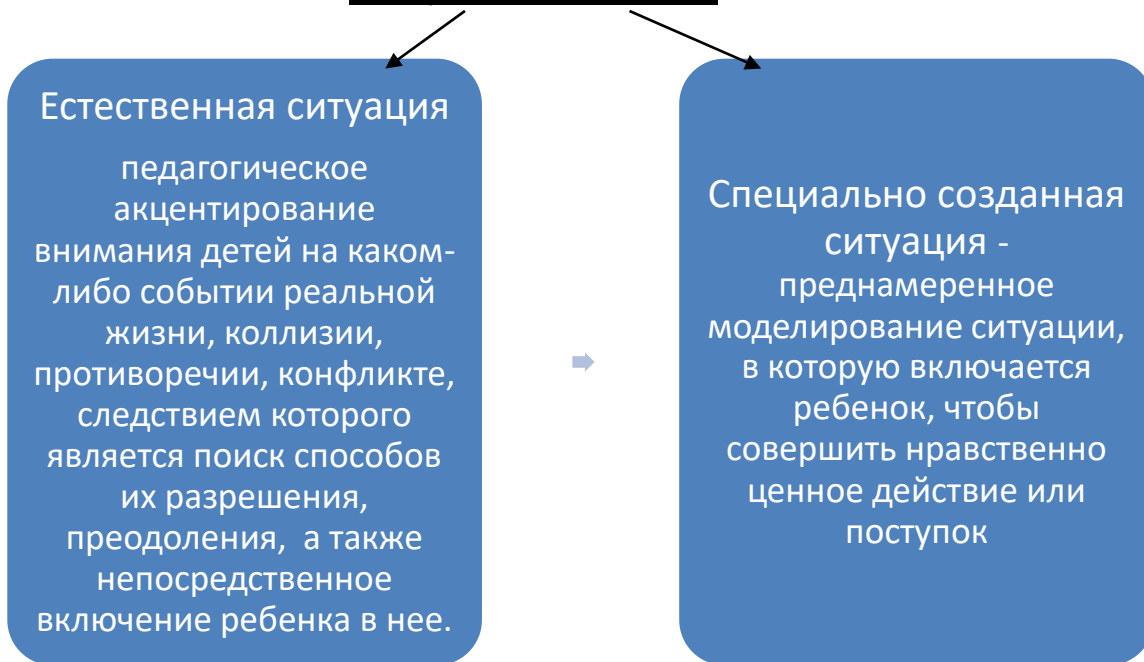 Естественная ситуация
педагогическое
акцентирование
внимания детей на каком-
либо событии реальной
жизни, коллизии,
противоречии, конфликте,
следствием которого
является поиск способов
их разрешения,
преодоления, а также
непосредственное
включение ребенка в нее.
Специально созданная
ситуация -
преднамеренное
моделирование ситуации,
в которую включается
ребенок, чтобы
совершить нравственно
ценное действие или
поступок